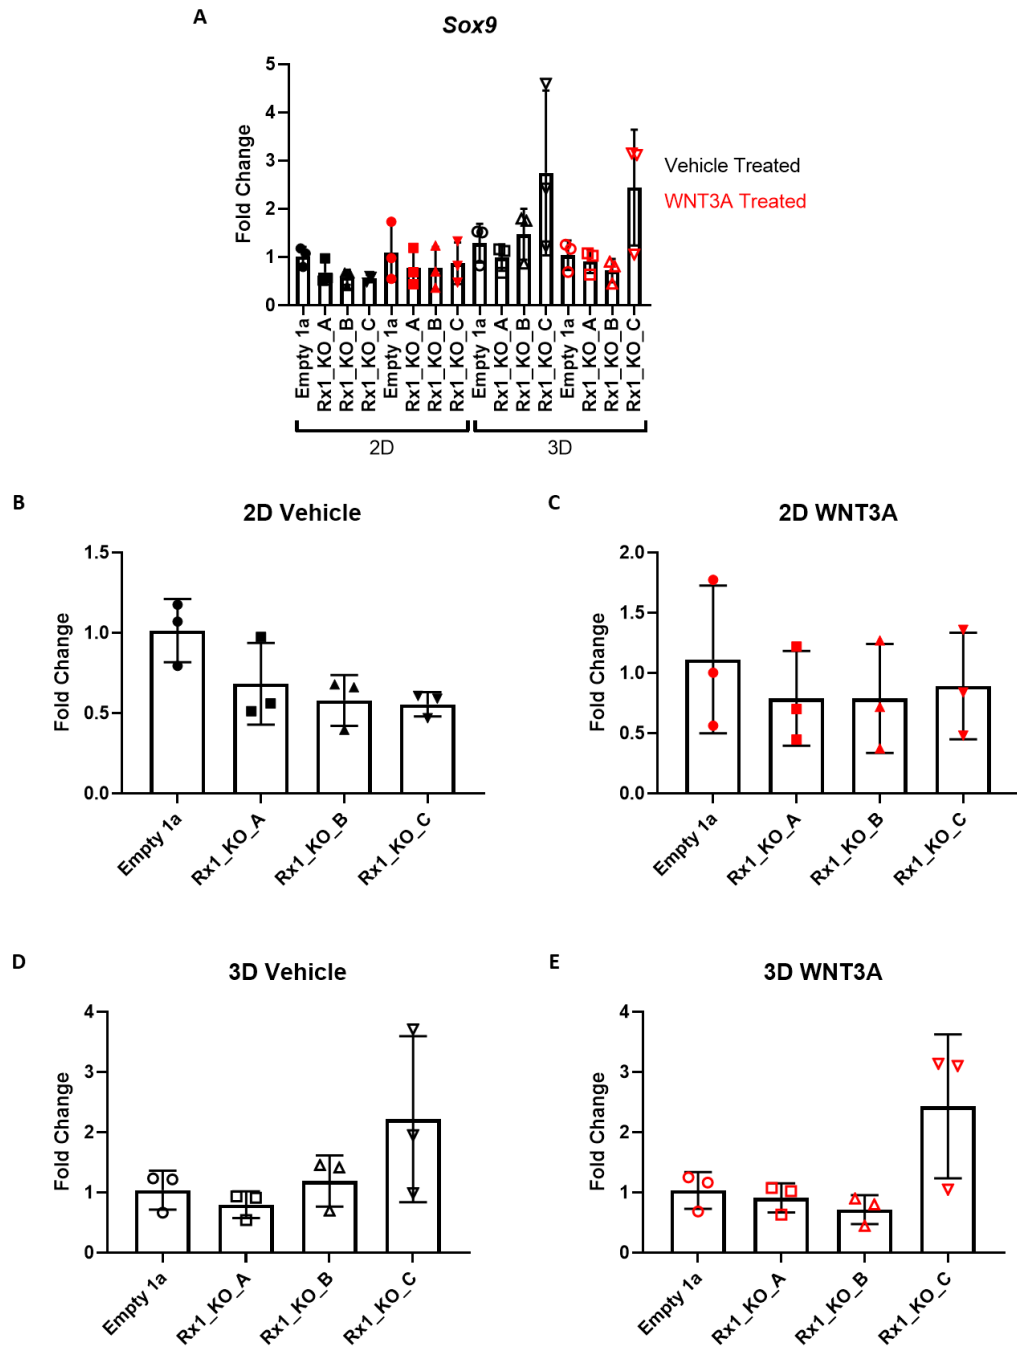 A
Sox9
5
4
3
2
1
0
Fold Change
Vehicle Treated
WNT3A Treated
Empty 1a
Rx1_KO_A
Rx1_KO_B
Rx1_KO_C
Empty 1a
Rx1_KO_A
Rx1_KO_B
Rx1_KO_C
Empty 1a
Rx1_KO_A
Rx1_KO_B
Rx1_KO_C
Empty 1a
Rx1_KO_A
Rx1_KO_B
Rx1_KO_C
2D
3D
B
2D Vehicle
1.5
1.0
0.5
0.0
Fold Change
Empty 1a
Rx1_KO_A
Rx1_KO_B
Rx1_KO_C
C
2D WNT3A
2.0
1.5
1.0
0.5
0.0
Fold Change
Empty 1a
Rx1_KO_A
Rx1_KO_B
Rx1_KO_C
D
3D Vehicle
4
3
2
1
0
Fold Change
Empty 1a
Rx1_KO_A
Rx1_KO_B
Rx1_KO_C
E
3D WNT3A
4
3
2
1
0
Fold Change
Empty 1a
Rx1_KO_A
Rx1_KO_B
Rx1_KO_C